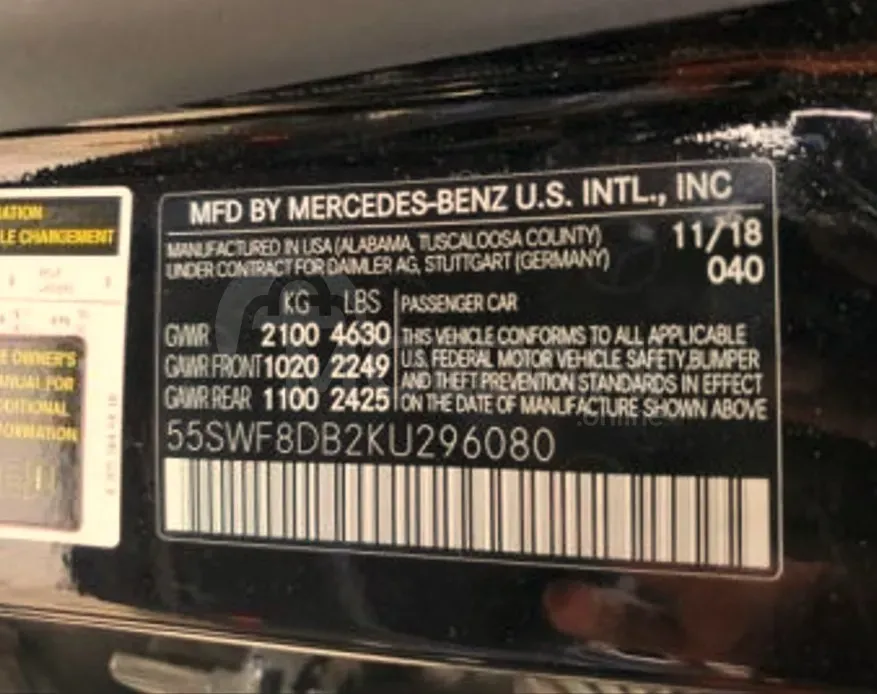 MFD BY MERCEDES-BENZ U.S. INTL., INC
MANUFACTURED IN USA (ALABAMA, TUSCALOOSA COUNTY)
UNDER CONTRACT FOR DAIMLER AG, STUTTGART (GERMANY)
11/18
040
KG LBS
GVWR 2100 4630
GAWR FRONT 1020 2249
GAWR REAR 1100 2425
PASSENGER CAR
THIS VEHICLE CONFORMS TO ALL APPLICABLE
U.S. FEDERAL MOTOR VEHICLE SAFETY,BUMPER
AND THEFT PREVENTION STANDARDS IN EFFECT
ON THE DATE OF MANUFACTURE SHOWN ABOVE
55SWF8DB2KU296080
.online
OWNER'S
FOR